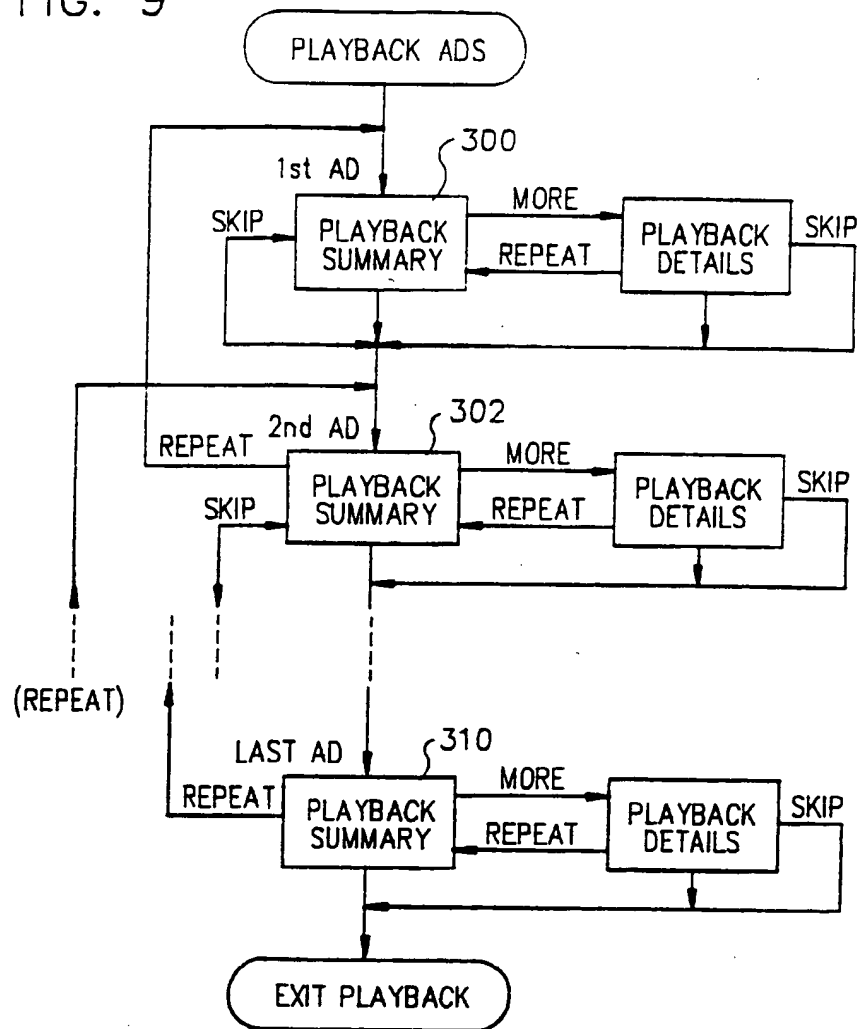 FIG. 9
PLAYBACK ADS
1st AD
300
SKIP
PLAYBACK
SUMMARY
MORE
REPEAT
PLAYBACK
DETAILS
SKIP
2nd AD
302
REPEAT
SKIP
PLAYBACK
SUMMARY
MORE
REPEAT
PLAYBACK
DETAILS
SKIP
(REPEAT)
LAST AD
310
REPEAT
PLAYBACK
SUMMARY
MORE
REPEAT
PLAYBACK
DETAILS
SKIP
EXIT PLAYBACK